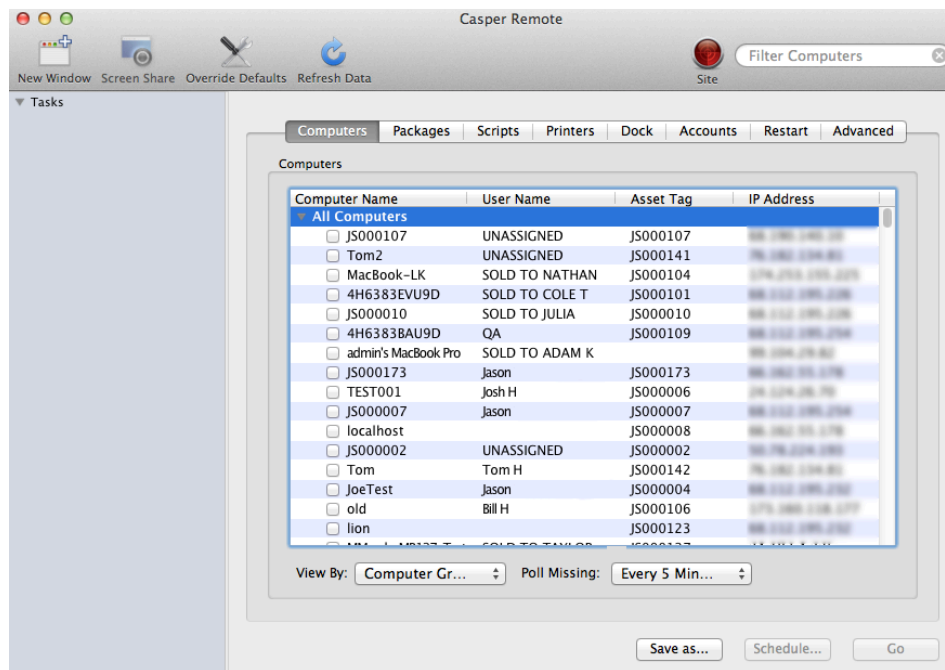 Casper Remote
New Window Screen Share Override Defaults Refresh Data Site Filter Computers
Tasks
Computers Packages Scripts Printers Dock Accounts Restart Advanced
Computers
Computer Name User Name Asset Tag IP Address
All Computers
JS000107 UNASSIGNED JS000107
Tom2 UNASSIGNED JS000141
MacBook-LK SOLD TO NATHAN JS000104
4H6383EVU9D SOLD TO COLE T JS000101
JS000010 SOLD TO JULIA JS000010
4H6383BAU9D QA JS000109
admin's MacBook Pro SOLD TO ADAM K
JS000173 Jason JS000173
TEST001 Josh H JS000006
JS000007 Jason JS000007
localhost JS000008
JS000002 UNASSIGNED JS000002
Tom Tom H JS000142
JoeTest Jason JS000004
old Bill H JS000106
lion JS000123
View By: Computer Gr... Poll Missing: Every 5 Min...
Save as... Schedule... Go